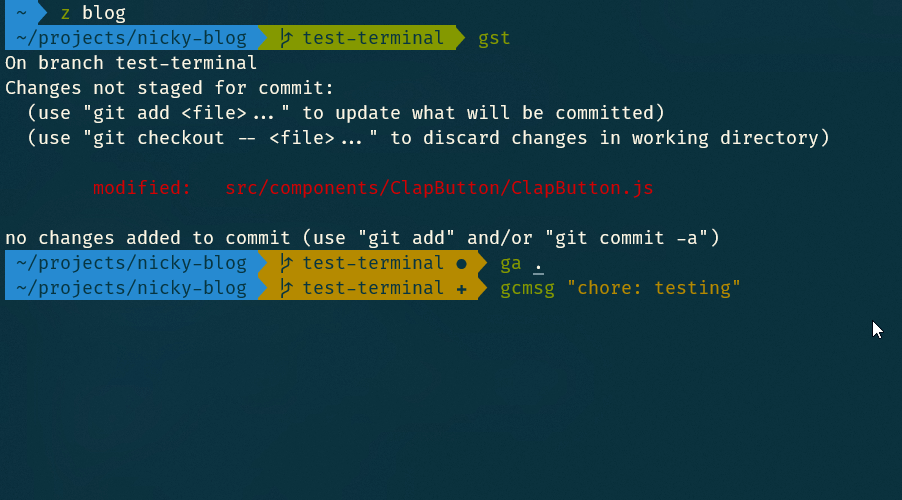 ~ z blog
~/projects/nicky-blog test-terminal gst
On branch test-terminal
Changes not staged for commit:
(use "git add <file>..." to update what will be committed)
(use "git checkout -- <file>..." to discard changes in working directory)
modified: src/components/ClapButton/ClapButton.js
no changes added to commit (use "git add" and/or "git commit -a")
~/projects/nicky-blog test-terminal ● ga .
~/projects/nicky-blog test-terminal + gcmsg "chore: testing"